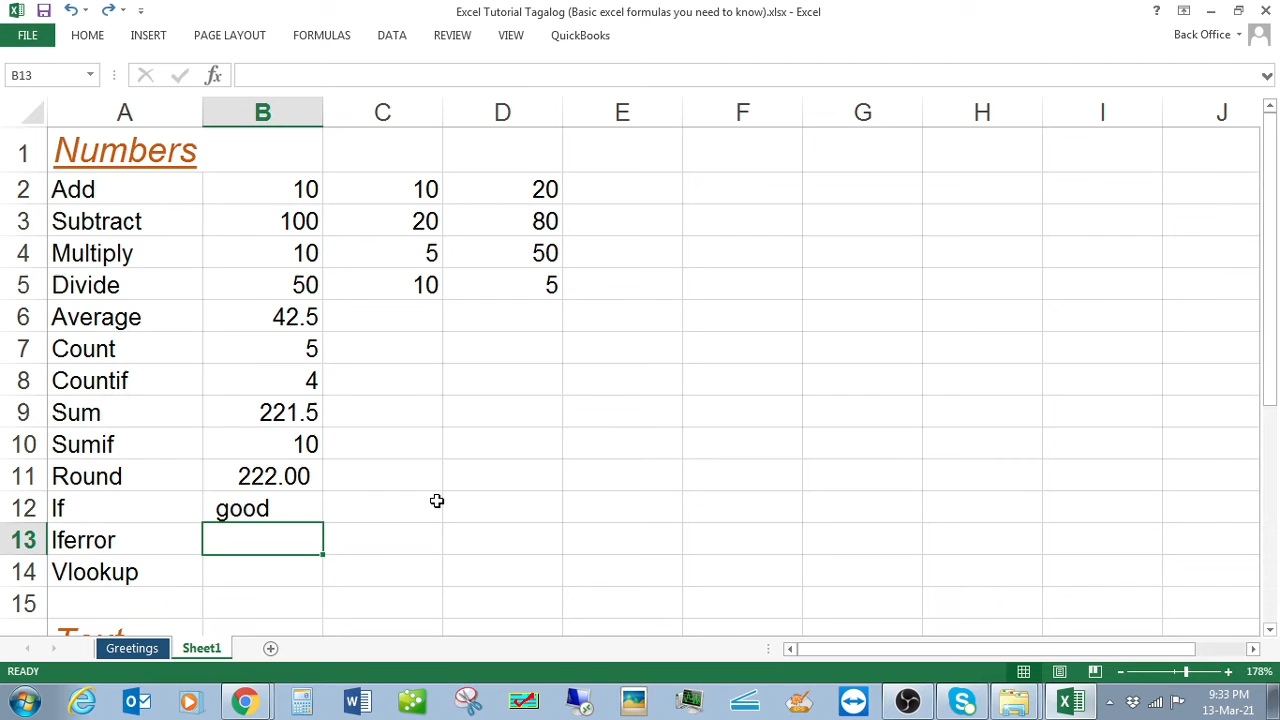 Excel Tutorial Tagalog (Basic excel formulas you need to know).xlsx - Excel
?
FILE HOME INSERT PAGE LAYOUT FORMULAS DATA REVIEW VIEW QuickBooks Back Office
B13 fx
A B C D E F G H I J
1 Numbers
2 Add 10 10 20
3 Subtract 100 20 80
4 Multiply 10 5 50
5 Divide 50 10 5
6 Average 42.5
7 Count 5
8 Countif 4
9 Sum 221.5
10 Sumif 10
11 Round 222.00
12 If good
13 Iferror
14 Vlookup
15
Text
Greetings Sheet1
READY 178%
9:33 PM
13-Mar-21